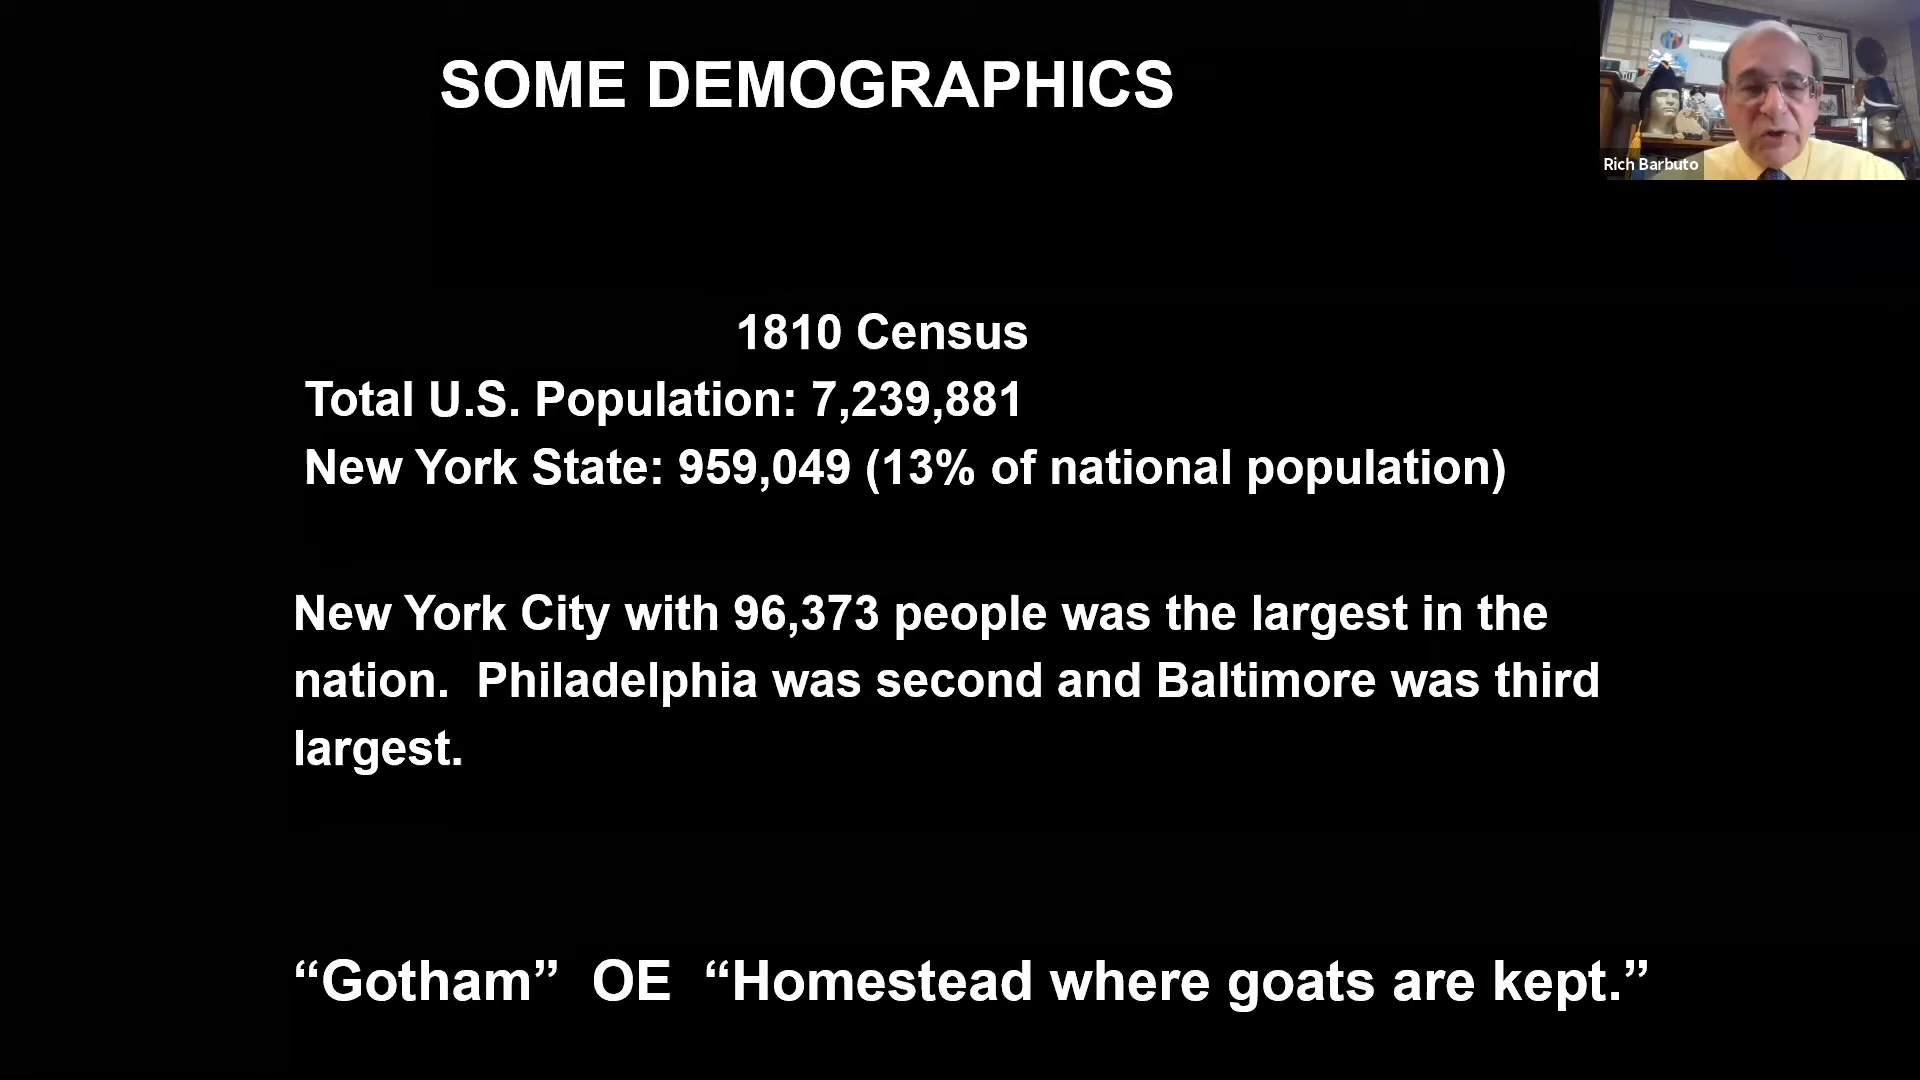 SOME DEMOGRAPHICS
Rich Barbuto
1810 Census
Total U.S. Population: 7,239,881
New York State: 959,049 (13% of national population)
New York City with 96,373 people was the largest in the
nation.  Philadelphia was second and Baltimore was third
largest.
“Gotham”  OE  “Homestead where goats are kept.”